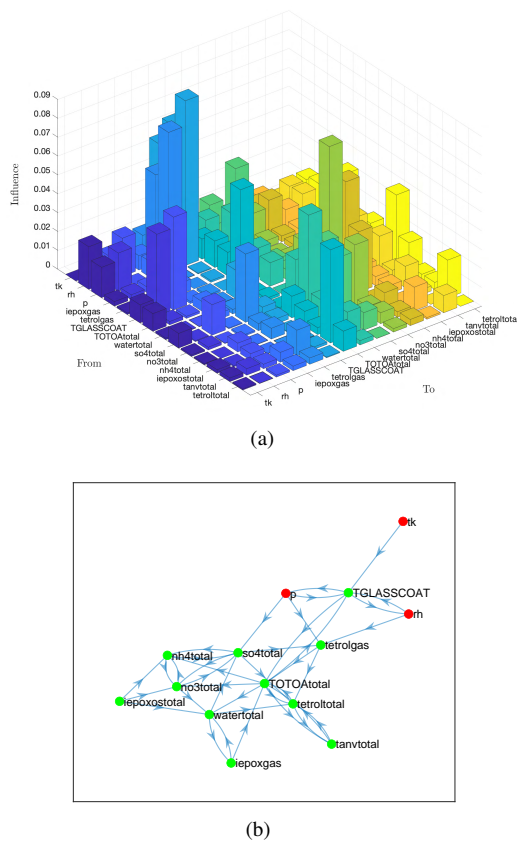 0.09
0.08
0.07
0.06
0.05
0.04
0.03
0.02
0.01
0
Influence
tk
rh
p
iepoxgas
tetrolgas
TGLASSCOAT
TOTOAtotal
watertotal
so4total
no3total
nh4total
iepoxostotal
tanvtotal
tetroltotal
From
tk
rh
p
iepoxgas
tetrolgas
TGLASSCOAT
TOTOAtotal
watertotal
so4total
no3total
nh4total
iepoxostotal
tanvtotal
tetroltota
To
(a)
tk
p
TGLASSCOAT
rh
tetrolgas
nh4total
so4total
no3total
TOTOAtotal
iepoxostotal
tetroltotal
watertotal
tanvtotal
iepoxgas
(b)